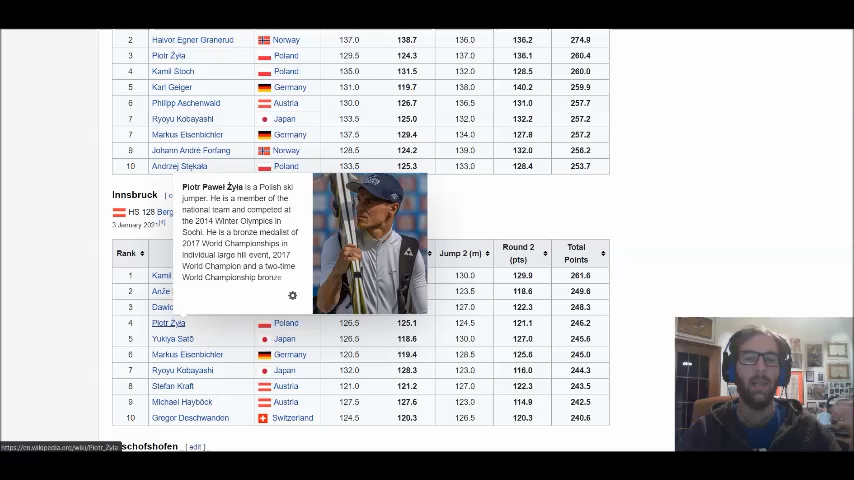 2 Halvor Egner Granerud Norway 137.0 138.7 136.0 136.2 274.9
3 Piotr Żyła Poland 129.5 124.3 137.0 136.1 260.4
4 Kamil Stoch Poland 135.0 131.5 132.0 128.5 260.0
5 Karl Geiger Germany 131.0 119.7 138.0 140.2 259.9
6 Philipp Aschenwald Austria 130.0 126.7 136.5 131.0 257.7
7 Ryoyu Kobayashi Japan 133.5 125.0 132.0 132.2 257.2
7 Markus Eisenbichler Germany 137.5 129.4 134.0 127.8 257.2
9 Johann André Forfang Norway 128.5 124.2 139.0 132.0 256.2
10 Andrzej Stękała Poland 133.5 125.3 133.0 128.4 253.7
Innsbruck
HS 128 Berg
3 January 2021[4]
Piotr Paweł Żyła is a Polish ski
jumper. He is a member of the
national team and competed at
the 2014 Winter Olympics in
Sochi. He is a bronze medalist of
2017 World Championships in
individual large hill event, 2017
World Champion and a two-time
World Championship bronze
Rank Jump 2 (m) Round 2 (pts) Total Points
1 Kamil 130.0 129.9 261.6
2 Anže 123.5 118.6 249.6
3 Dawid 127.0 122.3 248.3
4 Piotr Żyła Poland 126.5 125.1 124.5 121.1 246.2
5 Yukiya Satō Japan 120.5 118.6 130.0 127.0 245.6
6 Markus Eisenbichler Germany 120.5 119.4 128.5 125.6 245.0
7 Ryoyu Kobayashi Japan 132.0 128.3 123.0 116.0 244.3
8 Stefan Kraft Austria 121.0 121.2 127.0 122.3 243.5
9 Michael Hayböck Austria 127.5 127.6 123.0 114.9 242.5
10 Gregor Deschwanden Switzerland 124.5 120.3 126.5 120.3 240.6
https://en.wikipedia.org/wiki/Piotr_Żyła
schofshofen [ edit ]